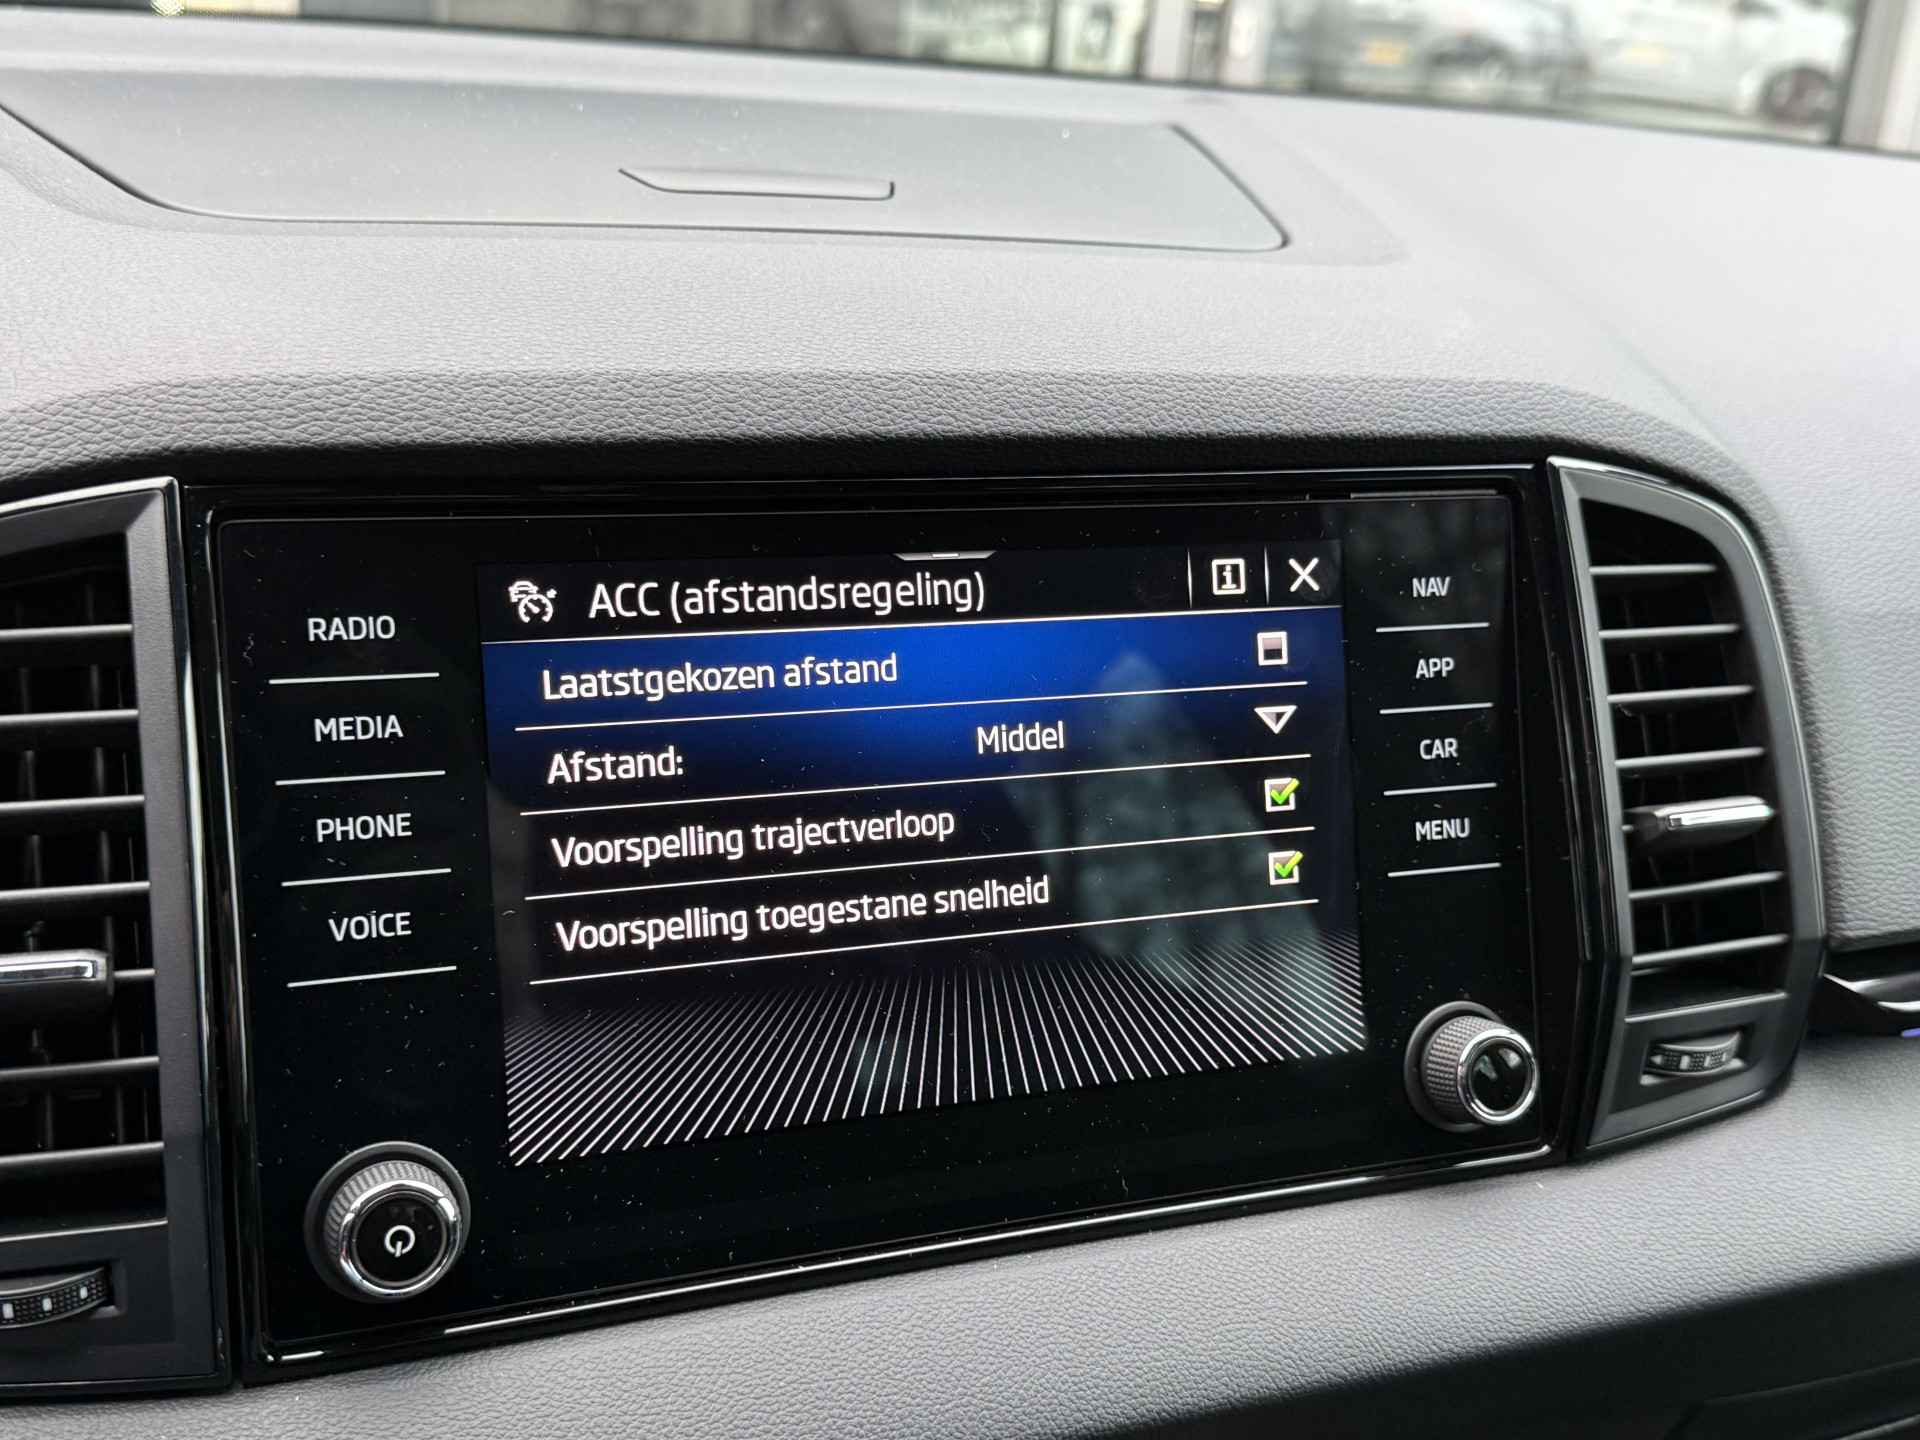 RADIO
MEDIA
PHONE
VOICE
ACC (afstandsregeling)
Laatstgekozen afstand
Afstand: Middel
Voorspelling trajectverloop
Voorspelling toegestane snelheid
NAV
APP
CAR
MENU